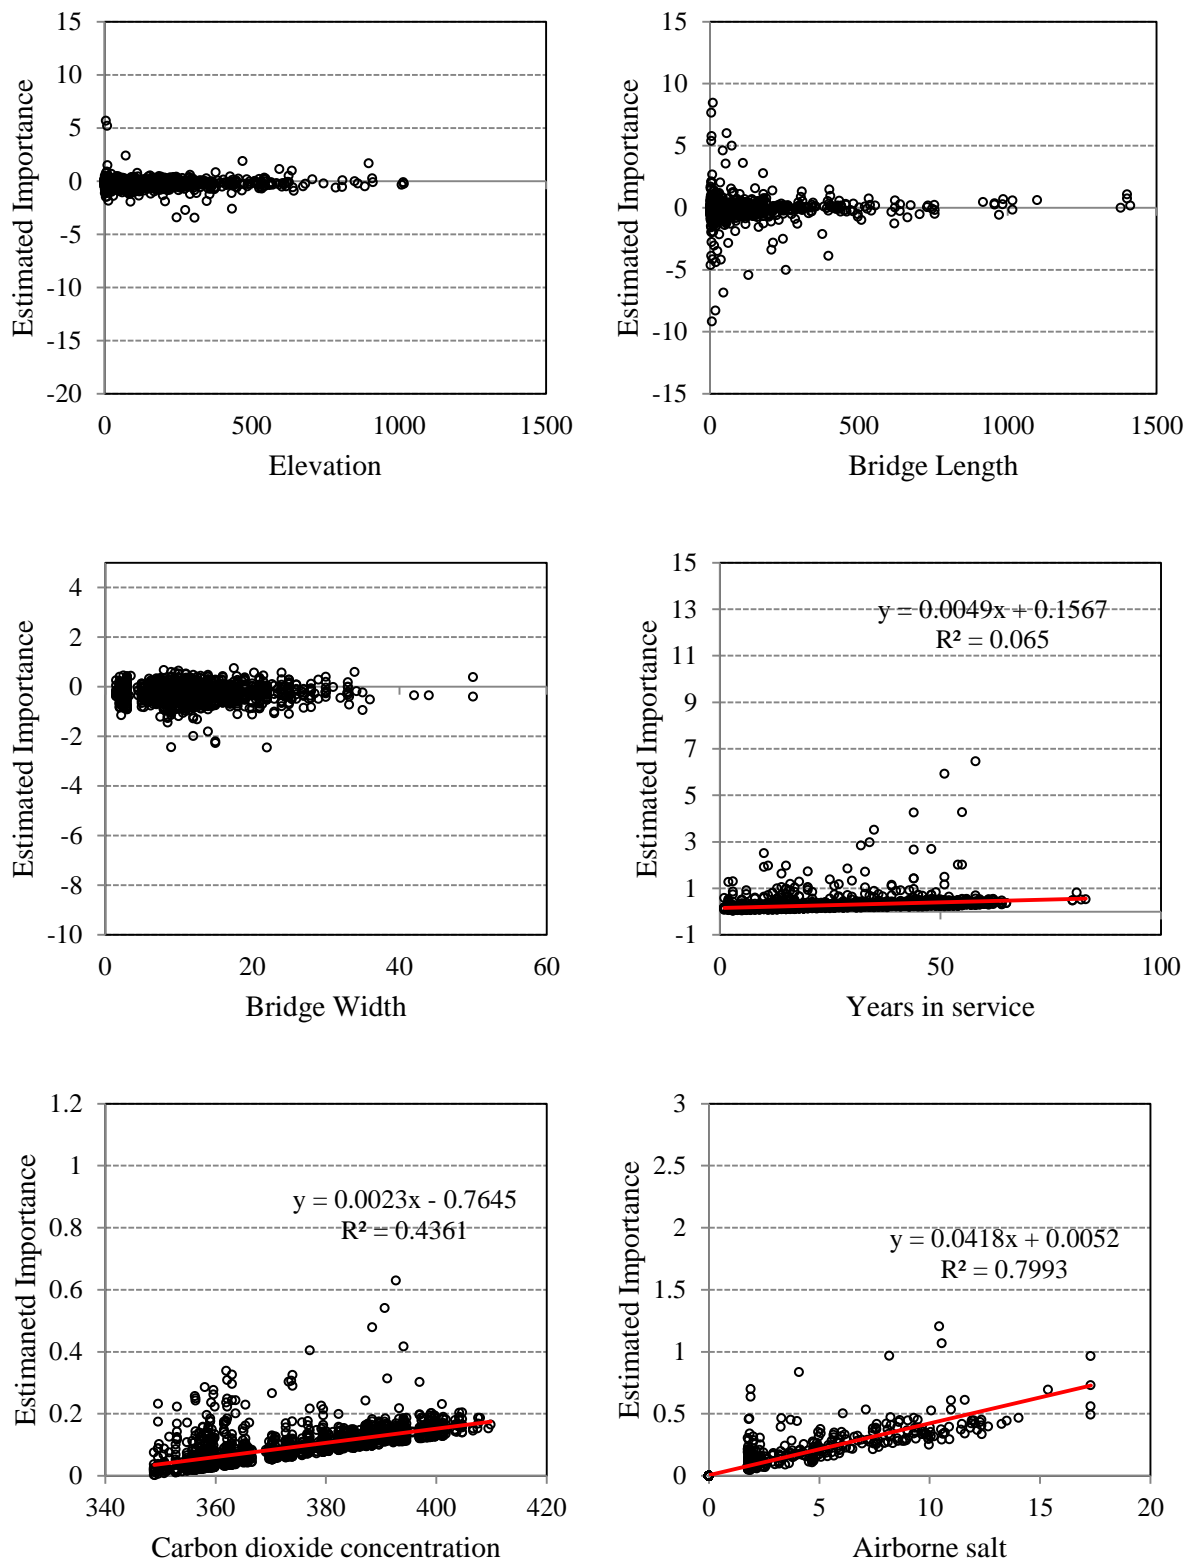 15
10
5
0
-5
-10
-15
-20
0 500 1000 1500
Estimated Importance
Elevation
15
10
5
0
-5
-10
-15
0 500 1000 1500
Estimated Importance
Bridge Length
4
2
0
-2
-4
-6
-8
-10
0 20 40 60
Estimated Importance
Bridge Width
15
13
11
9
7
5
3
1
-1
0 50 100
y = 0.0049x + 0.1567
R² = 0.065
Estimated Importance
Years in service
1.2
1
0.8
0.6
0.4
0.2
0
340 360 380 400 420
y = 0.0023x - 0.7645
R² = 0.4361
Estimanetd Importance
Carbon dioxide concentration
3
2.5
2
1.5
1
0.5
0
0 5 10 15 20
y = 0.0418x + 0.0052
R² = 0.7993
Estimated Importance
Airborne salt